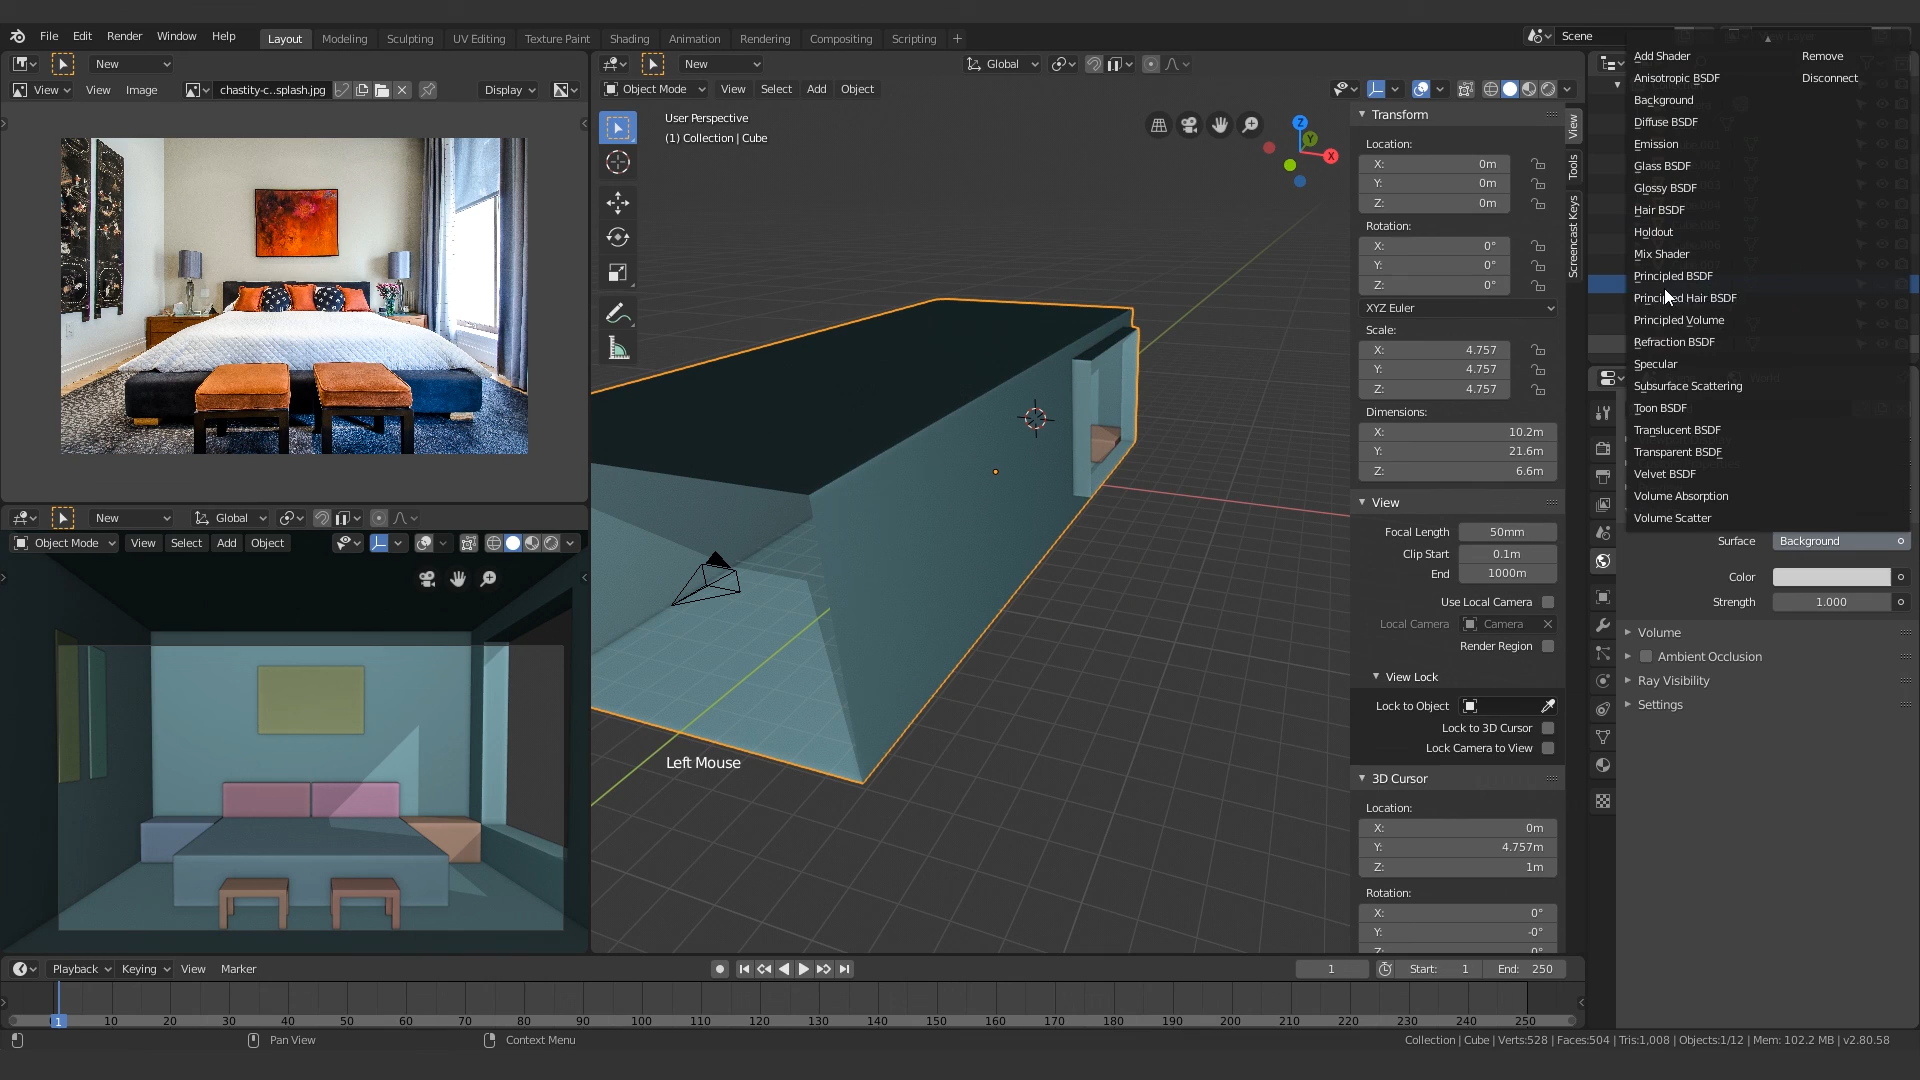 File Edit Render Window Help
Layout Modeling Sculpting UV Editing Texture Paint Shading Animation Rendering Compositing Scripting +
Scene
New
View View Image
chastity-c..splash.jpg
Display
New
Global
Object Mode View Select Add Object
User Perspective
(1) Collection | Cube
Z
Y
X
Left Mouse
Transform
Location:
X: 0m
Y: 0m
Z: 0m
Rotation:
X: 0°
Y: 0°
Z: 0°
XYZ Euler
Scale:
X: 4.757
Y: 4.757
Z: 4.757
Dimensions:
X: 10.2m
Y: 21.6m
Z: 6.6m
View
Focal Length 50mm
Clip Start 0.1m
End 1000m
Use Local Camera
Local Camera Camera
Render Region
View Lock
Lock to Object
Lock to 3D Cursor
Lock Camera to View
3D Cursor
Location:
X: 0m
Y: 4.757m
Z: 1m
Rotation:
X: 0°
Y: -0°
Z: 0°
View
Tools
Screencast Keys
Add Shader
Anisotropic BSDF
Background
Diffuse BSDF
Emission
Glass BSDF
Glossy BSDF
Hair BSDF
Holdout
Mix Shader
Principled BSDF
Principled Hair BSDF
Principled Volume
Refraction BSDF
Specular
Subsurface Scattering
Toon BSDF
Translucent BSDF
Transparent BSDF
Velvet BSDF
Volume Absorption
Volume Scatter
Remove
Disconnect
Surface Background
Color
Strength 1.000
Volume
Ambient Occlusion
Ray Visibility
Settings
New
Global
Object Mode View Select Add Object
Playback Keying View Marker
1
Start: 1
End: 250
1 10 20 30 40 50 60 70 80 90 100 110 120 130 140 150 160 170 180 190 200 210 220 230 240 250
Pan View
Context Menu
Collection | Cube | Verts:528 | Faces:504 | Tris:1,008 | Objects:1/12 | Mem: 102.2 MB | v2.80.58